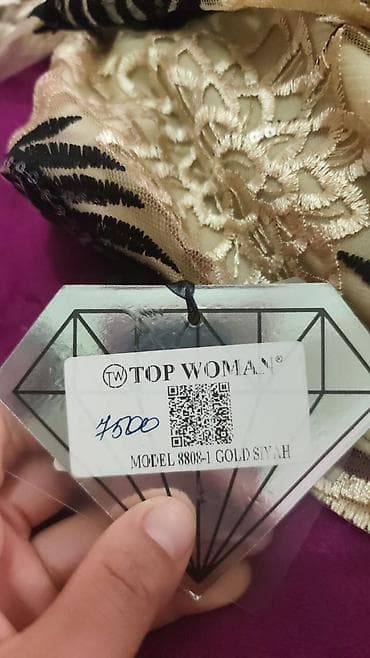 TW TOP WOMAN®
7500
MODEL 8808-1 GOLD SIYAH